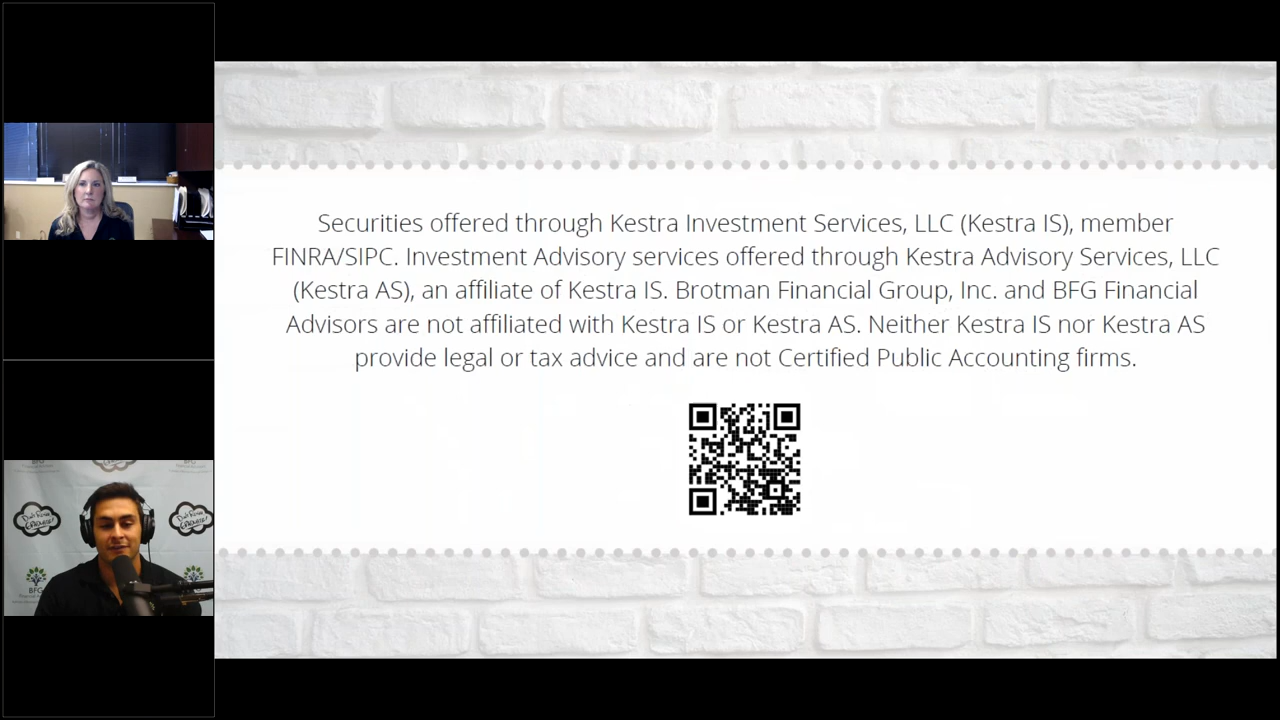 Securities offered through Kestra Investment Services, LLC (Kestra IS), member
FINRA/SIPC. Investment Advisory services offered through Kestra Advisory Services, LLC
(Kestra AS), an affiliate of Kestra IS. Brotman Financial Group, Inc. and BFG Financial
Advisors are not affiliated with Kestra IS or Kestra AS. Neither Kestra IS nor Kestra AS
provide legal or tax advice and are not Certified Public Accounting firms.
BFG